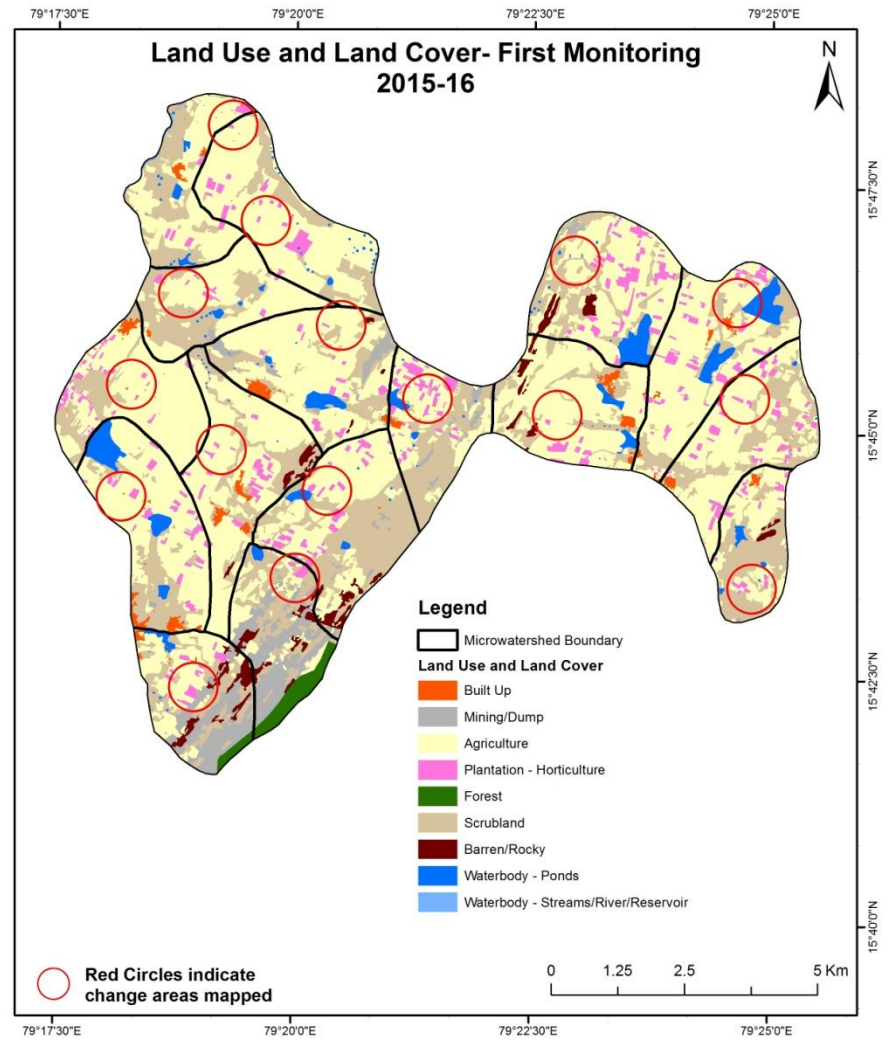 79°17'30"E
79°20'0"E
79°22'30"E
79°25'0"E
Land Use and Land Cover- First Monitoring
2015-16
N
15°47'30"N
15°45'0"N
15°42'30"N
15°40'0"N
Legend
Microwatershed Boundary
Land Use and Land Cover
Built Up
Mining/Dump
Agriculture
Plantation - Horticulture
Forest
Scrubland
Barren/Rocky
Waterbody - Ponds
Waterbody - Streams/River/Reservoir
Red Circles indicate
change areas mapped
0 1.25 2.5 5 Km
79°17'30"E
79°20'0"E
79°22'30"E
79°25'0"E